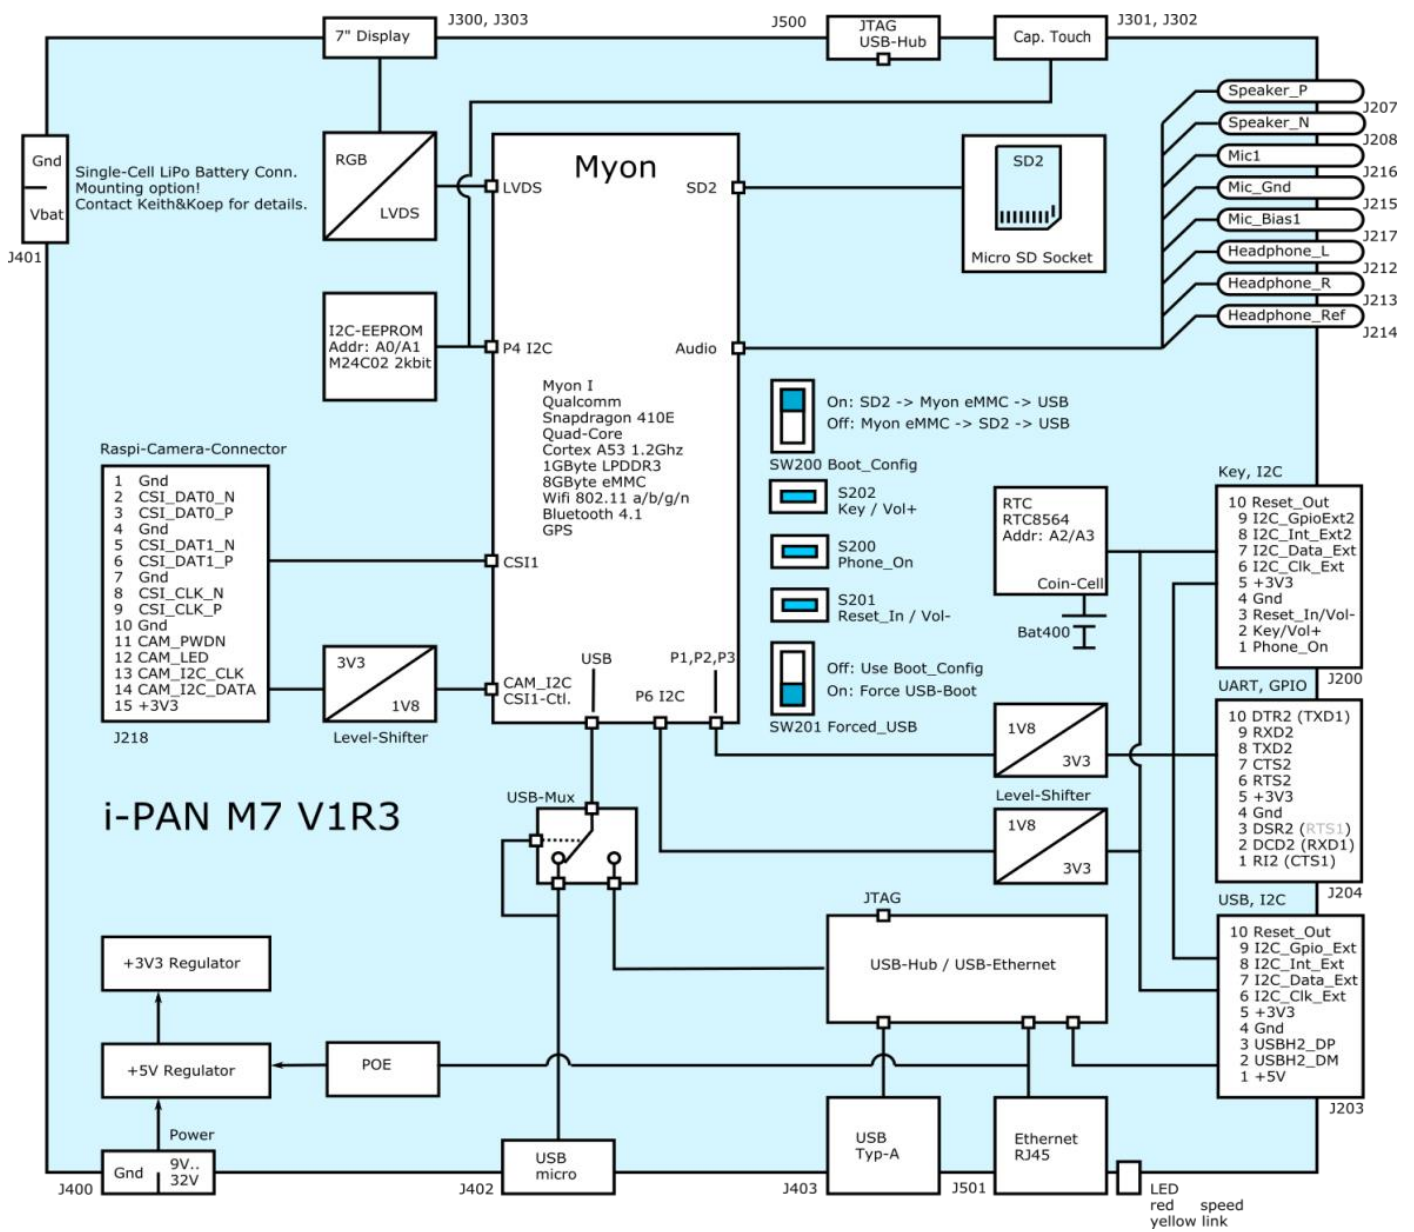 J300, J303
J500
J301, J302
7" Display
JTAG
USB-Hub
Cap. Touch
Speaker_P
J207
Speaker_N
J208
Mic1
J216
Mic_Gnd
J215
Mic_Bias1
J217
Headphone_L
J212
Headphone_R
J213
Headphone_Ref
J214
Gnd
Vbat
J401
Single-Cell LiPo Battery Conn.
Mounting option!
Contact Keith&Koep for details.
RGB
LVDS
Myon
LVDS
SD2
SD2
Micro SD Socket
I2C-EEPROM
Addr: A0/A1
M24C02 2kbit
P4 I2C
Audio
Myon I
Qualcomm
Snapdragon 410E
Quad-Core
Cortex A53 1.2Ghz
1GByte LPDDR3
8GByte eMMC
Wifi 802.11 a/b/g/n
Bluetooth 4.1
GPS
CSI1
CAM_I2C
CSI1-Ctl.
USB
P6 I2C
P1,P2,P3
On: SD2 -> Myon eMMC -> USB
Off: Myon eMMC -> SD2 -> USB
SW200 Boot_Config
S202
Key / Vol+
S200
Phone_On
S201
Reset_In / Vol-
Off: Use Boot_Config
On: Force USB-Boot
SW201 Forced_USB
Raspi-Camera-Connector
1 Gnd
2 CSI_DAT0_N
3 CSI_DAT0_P
4 Gnd
5 CSI_DAT1_N
6 CSI_DAT1_P
7 Gnd
8 CSI_CLK_N
9 CSI_CLK_P
10 Gnd
11 CAM_PWDN
12 CAM_LED
13 CAM_I2C_CLK
14 CAM_I2C_DATA
15 +3V3
J218
3V3
1V8
Level-Shifter
RTC
RTC8564
Addr: A2/A3
Coin-Cell
Bat400
Key, I2C
10 Reset_Out
9 I2C_GpioExt2
8 I2C_Int_Ext2
7 I2C_Data_Ext
6 I2C_Clk_Ext
5 +3V3
4 Gnd
3 Reset_In/Vol-
2 Key/Vol+
1 Phone_On
J200
UART, GPIO
10 DTR2 (TXD1)
9 RXD2
8 TXD2
7 CTS2
6 RTS2
5 +3V3
4 Gnd
3 DSR2 (RTS1)
2 DCD2 (RXD1)
1 RI2 (CTS1)
J204
1V8
3V3
Level-Shifter
1V8
3V3
i-PAN M7 V1R3
USB-Mux
JTAG
USB-Hub / USB-Ethernet
USB, I2C
10 Reset_Out
9 I2C_Gpio_Ext
8 I2C_Int_Ext
7 I2C_Data_Ext
6 I2C_Clk_Ext
5 +3V3
4 Gnd
3 USBH2_DP
2 USBH2_DM
1 +5V
J203
+3V3 Regulator
+5V Regulator
POE
Power
Gnd
9V..
32V
J400
USB
micro
J402
USB
Typ-A
J403
Ethernet
RJ45
J501
LED
red speed
yellow link